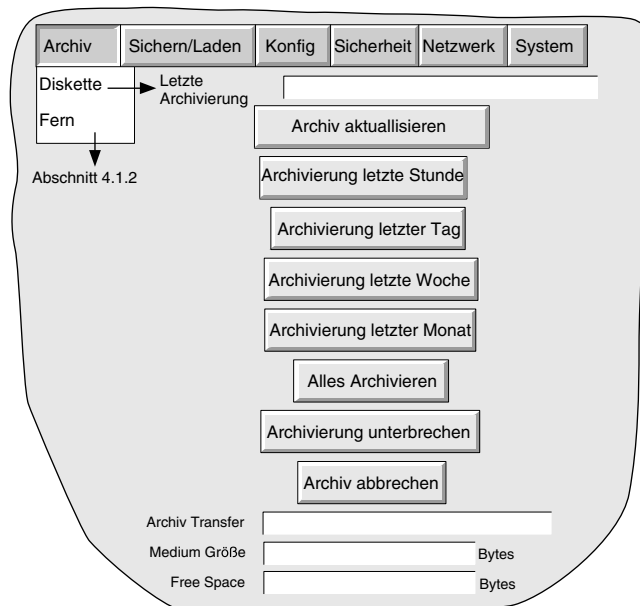 Archiv Sichern/Laden Konfig Sicherheit Netzwerk System
Diskette
Fern
Letzte
Archivierung
Abschnitt 4.1.2
Archiv aktuallisieren
Archivierung letzte Stunde
Archivierung letzter Tag
Archivierung letzte Woche
Archivierung letzter Monat
Alles Archivieren
Archivierung unterbrechen
Archiv abbrechen
Archiv Transfer
Medium Größe Bytes
Free Space Bytes